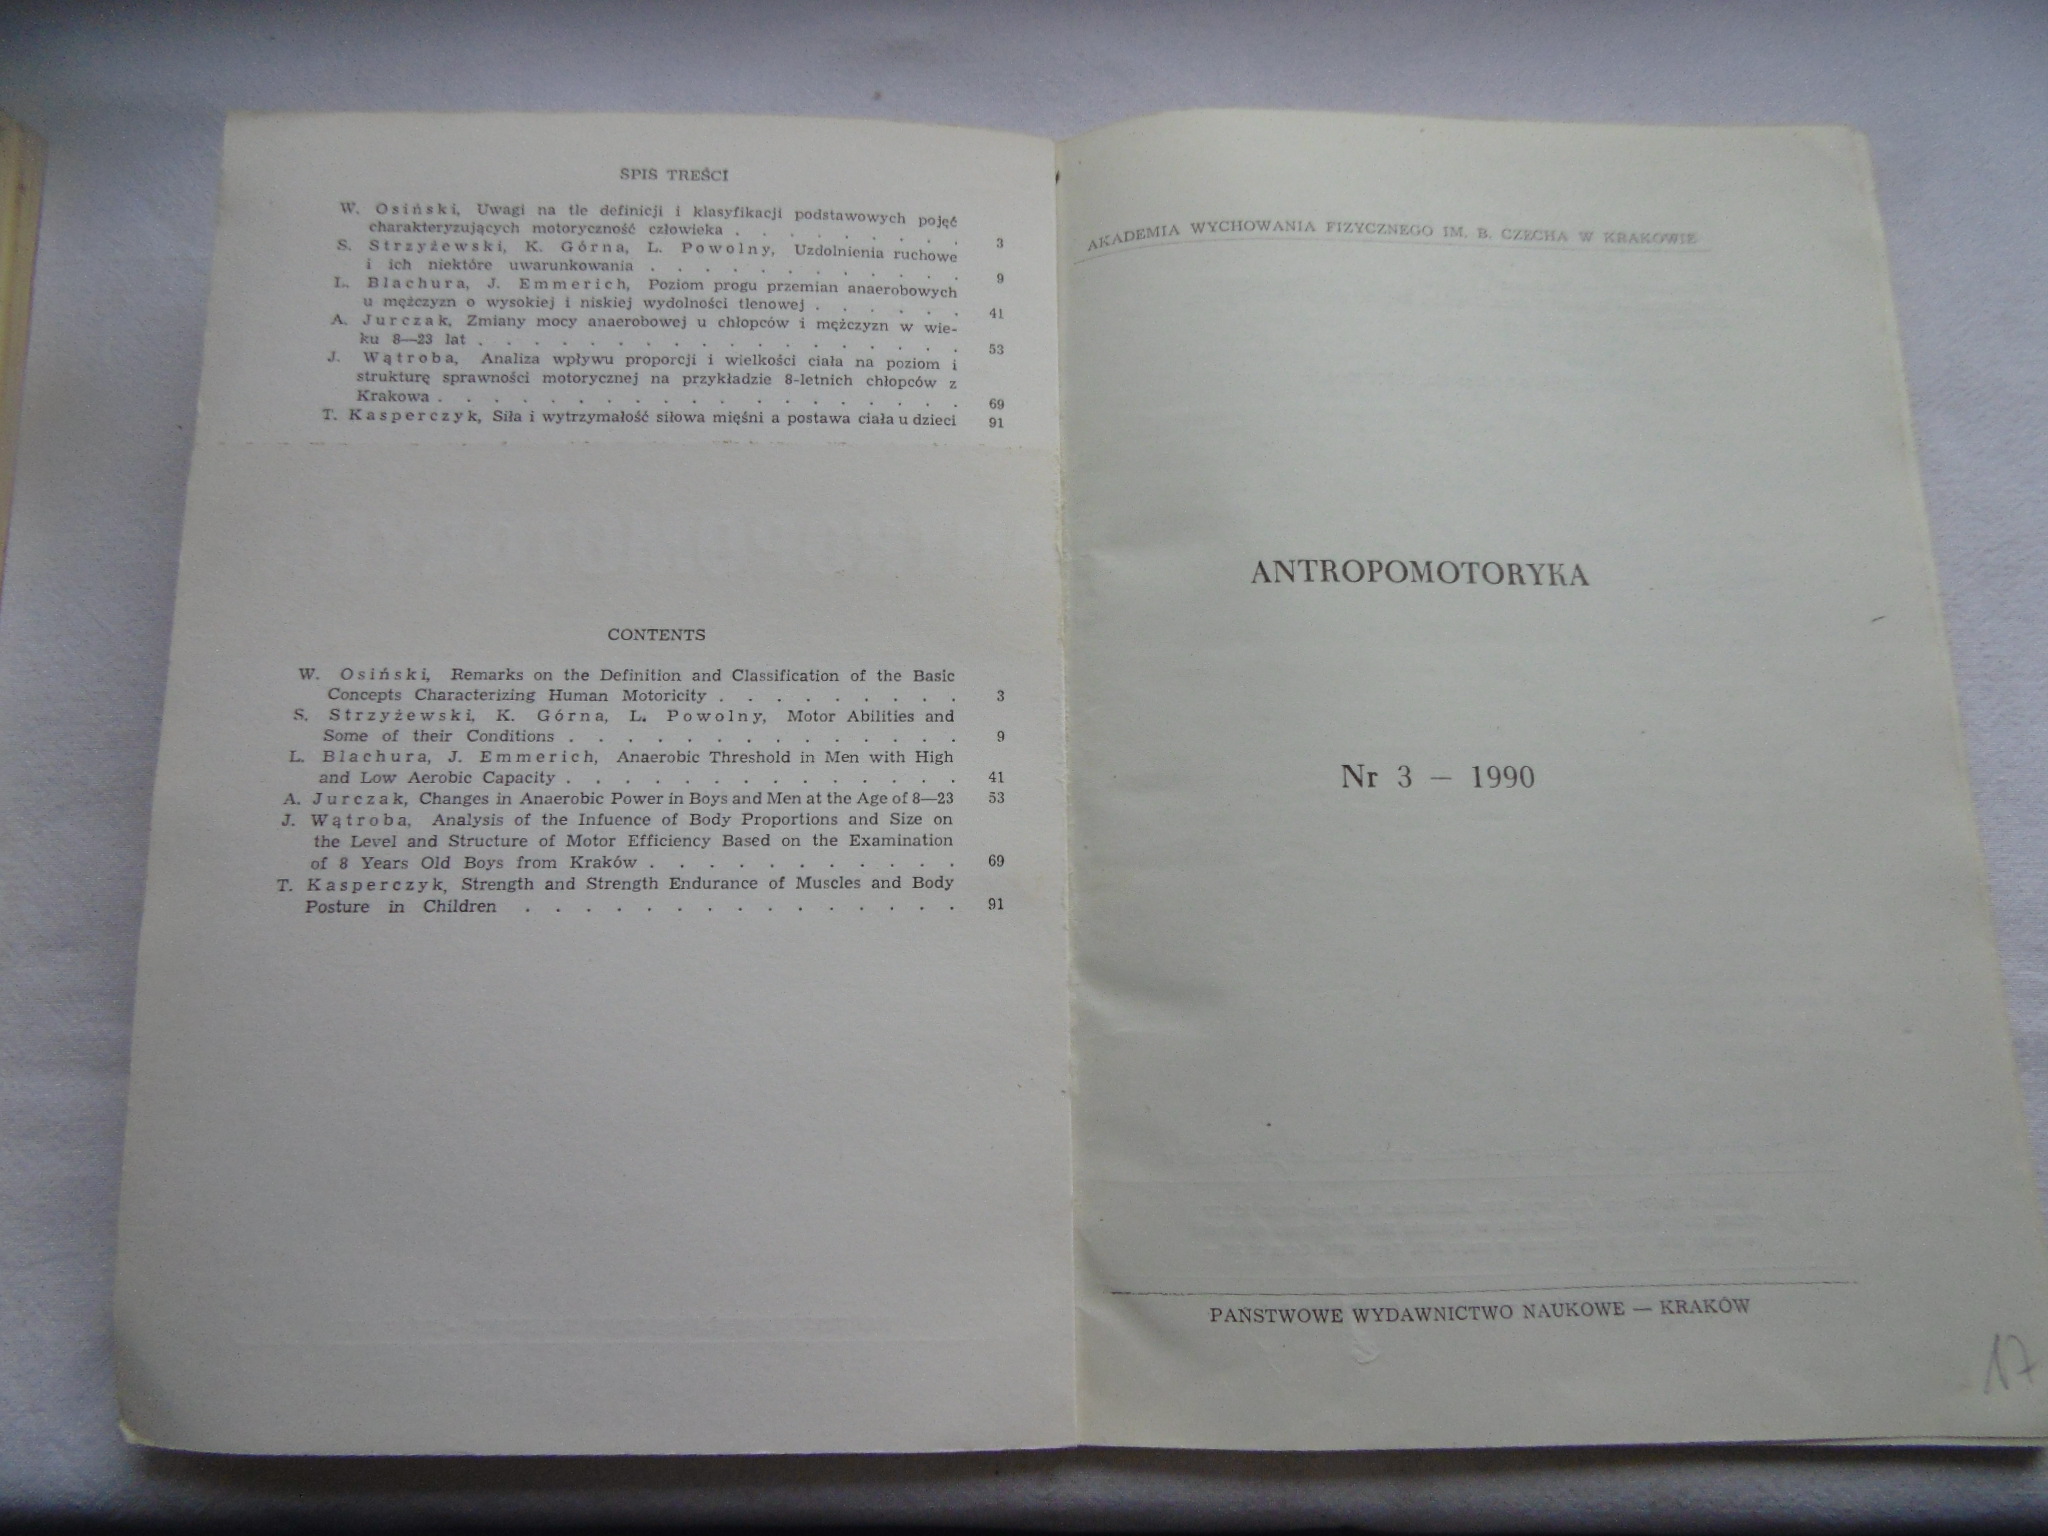 SPIS TREŚCI
W. Osiński, Uwagi na tle definicji i klasyfikacji podstawowych pojęć
charakteryzujących motoryczność człowieka . . . . . . . . . 3
S. Strzyżewski, K. Górna, L. Powolny, Uzdolnienia ruchowe
i ich niektóre uwarunkowania . . . . . . . . . . . . 9
L. Blachura, J. Emmerich, Poziom progu przemian anaerobowych
u mężczyzn o wysokiej i niskiej wydolności tlenowej . . . . . . 41
A. Jurczak, Zmiany mocy anaerobowej u chłopców i mężczyzn w wie-
ku 8—23 lat . . . . . . . . . . . . . . . . . . 53
J. Wątroba, Analiza wpływu proporcji i wielkości ciała na poziom i
strukturę sprawności motorycznej na przykładzie 8-letnich chłopców z
Krakowa . . . . . . . . . . . . . . . . . . . 69
T. Kasperczyk, Siła i wytrzymałość siłowa mięśni a postawa ciała u dzieci 91
CONTENTS
W. Osiński, Remarks on the Definition and Classification of the Basic
Concepts Characterizing Human Motoricity . . . . . . . . . 3
S. Strzyżewski, K. Górna, L. Powolny, Motor Abilities and
Some of their Conditions . . . . . . . . . . . . . . 9
L. Blachura, J. Emmerich, Anaerobic Threshold in Men with High
and Low Aerobic Capacity . . . . . . . . . . . . . . 41
A. Jurczak, Changes in Anaerobic Power in Boys and Men at the Age of 8—23 53
J. Wątroba, Analysis of the Infuence of Body Proportions and Size on
the Level and Structure of Motor Efficiency Based on the Examination
of 8 Years Old Boys from Kraków . . . . . . . . . . . 69
T. Kasperczyk, Strength and Strength Endurance of Muscles and Body
Posture in Children . . . . . . . . . . . . . . . 91
AKADEMIA WYCHOWANIA FIZYCZNEGO IM. B. CZECHA W KRAKOWIE
ANTROPOMOTORYKA
Nr 3 — 1990
PAŃSTWOWE WYDAWNICTWO NAUKOWE — KRAKÓW
17